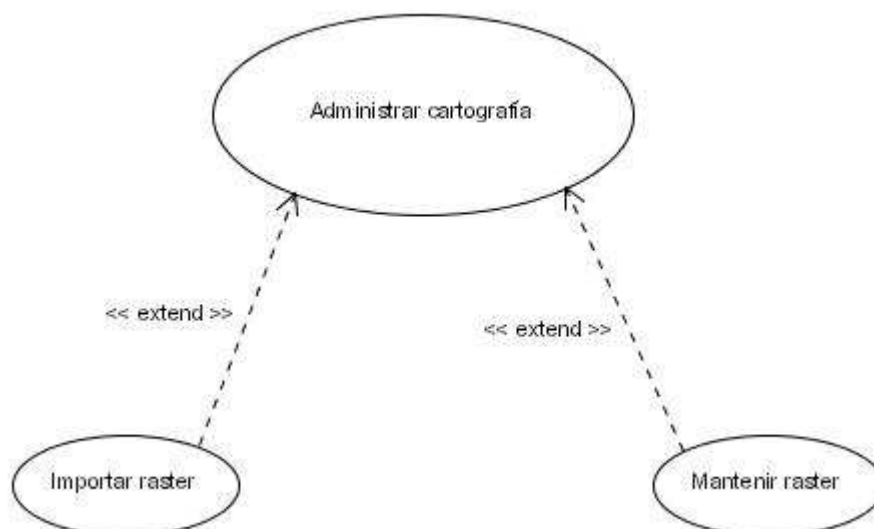 Administrar cartografía
<< extend >>
<< extend >>
Importar raster
Mantenir raster